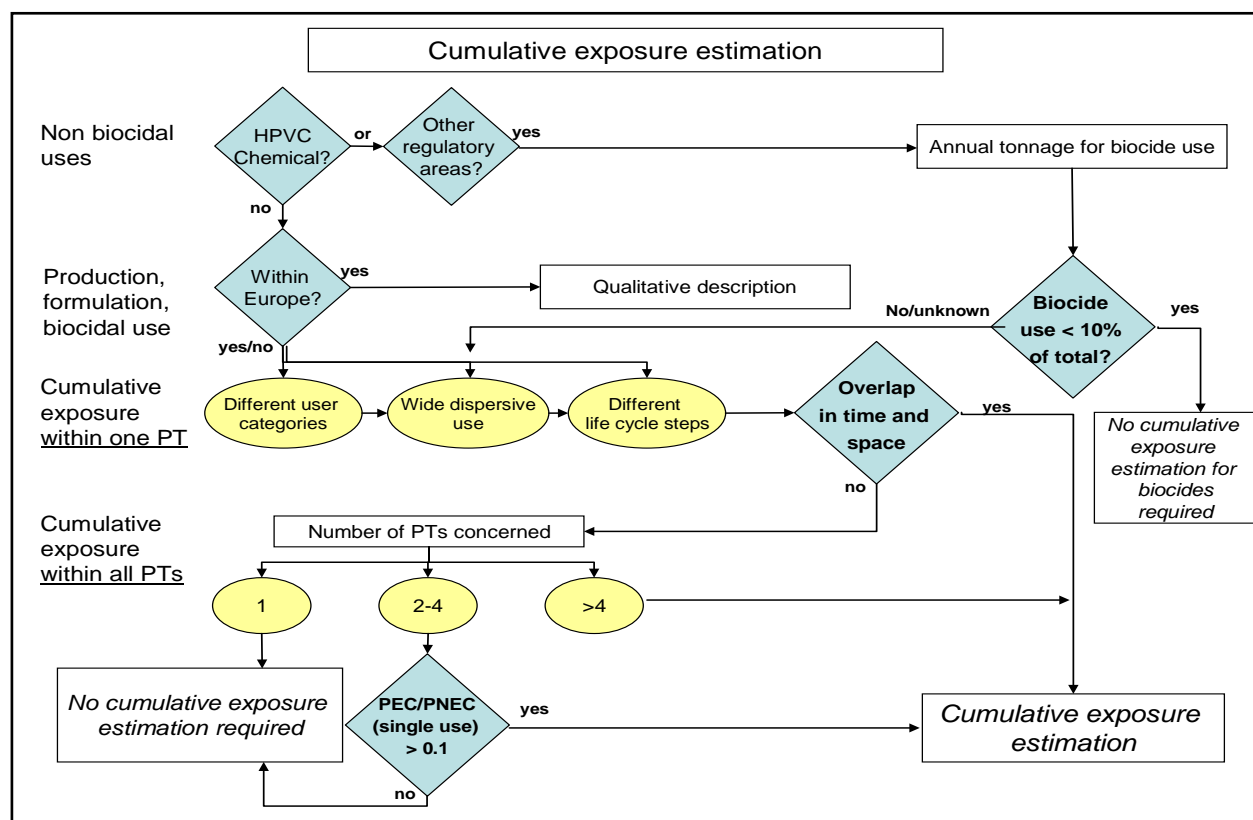 Cumulative exposure estimation
Non biocidal
uses
HPVC
Chemical?
or
Other
regulatory
areas?
yes
Annual tonnage for biocide use
no
Production,
formulation,
biocidal use
Within
Europe?
yes
Qualitative description
No/unknown
Biocide
use < 10%
of total?
yes
yes/no
Cumulative
exposure
within one PT
Different user
categories
Wide dispersive
use
Different
life cycle steps
Overlap
in time and
space
yes
No cumulative
exposure
estimation for
biocides
required
no
Cumulative
exposure
within all PTs
Number of PTs concerned
1
2-4
>4
No cumulative exposure
estimation required
PEC/PNEC
(single use)
> 0.1
yes
Cumulative exposure
estimation
no